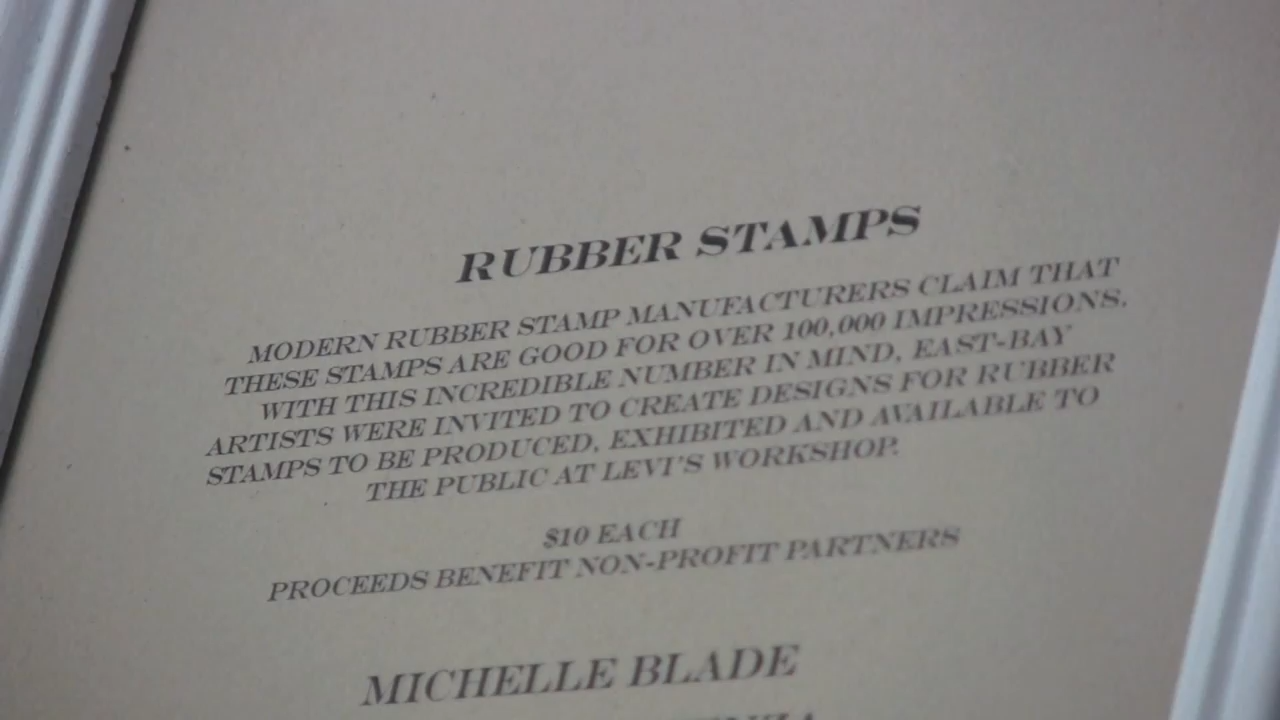 RUBBER STAMPS
MODERN RUBBER STAMP MANUFACTURERS CLAIM THAT
THESE STAMPS ARE GOOD FOR OVER 100,000 IMPRESSIONS.
WITH THIS INCREDIBLE NUMBER IN MIND, EAST-BAY
ARTISTS WERE INVITED TO CREATE DESIGNS FOR RUBBER
STAMPS TO BE PRODUCED, EXHIBITED AND AVAILABLE TO
THE PUBLIC AT LEVI'S WORKSHOP.
$10 EACH
PROCEEDS BENEFIT NON-PROFIT PARTNERS
MICHELLE BLADE